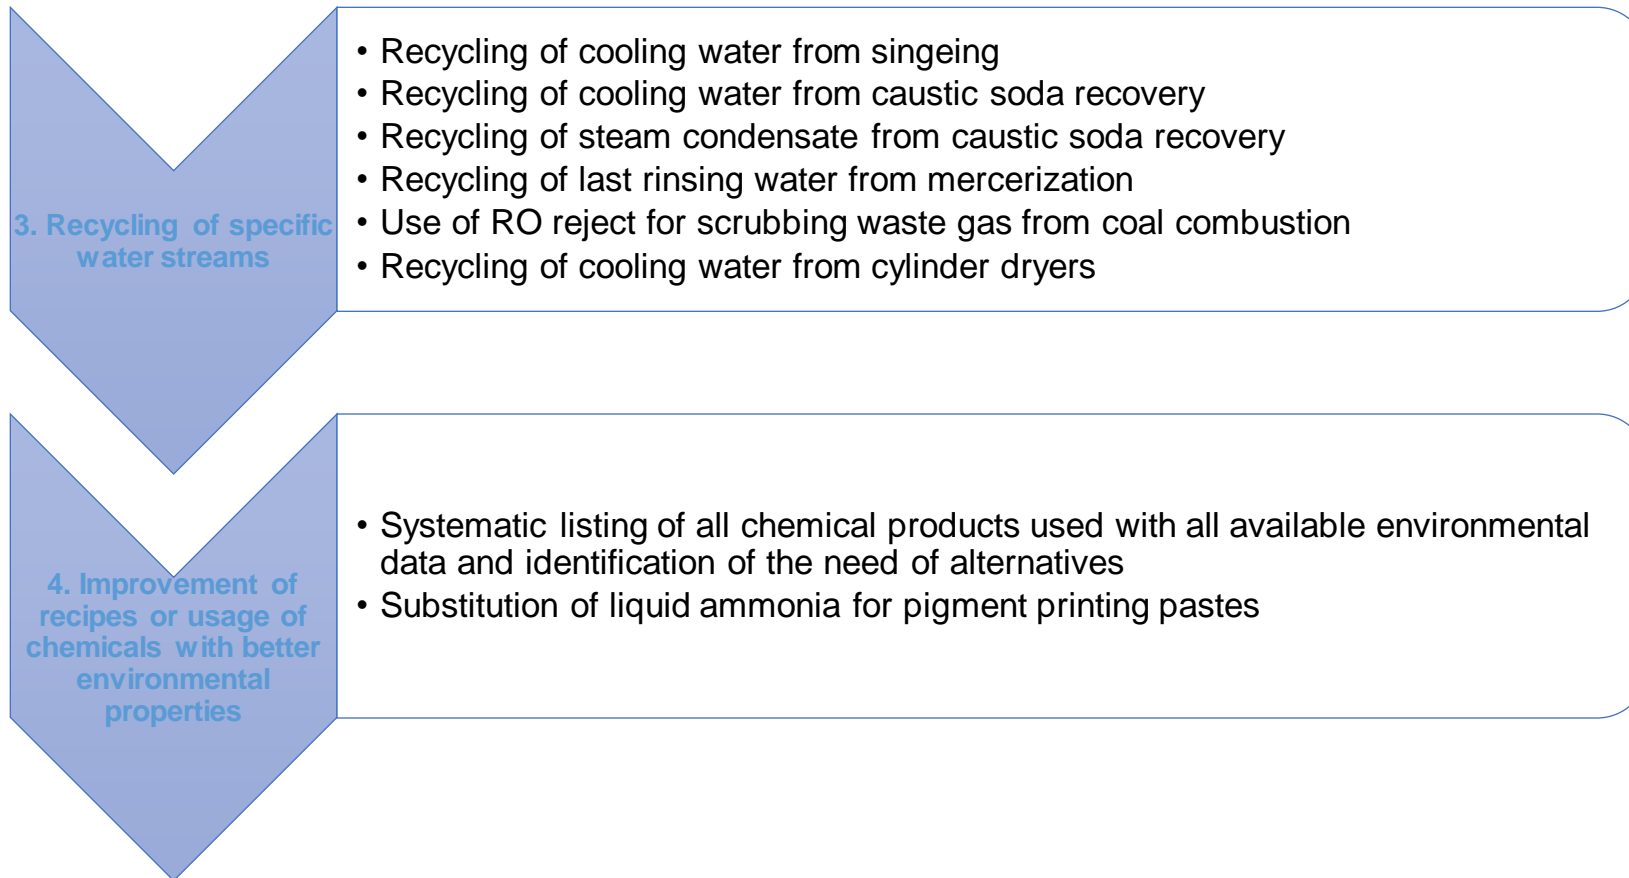 3. Recycling of specific
water streams
• Recycling of cooling water from singeing
• Recycling of cooling water from caustic soda recovery
• Recycling of steam condensate from caustic soda recovery
• Recycling of last rinsing water from mercerization
• Use of RO reject for scrubbing waste gas from coal combustion
• Recycling of cooling water from cylinder dryers
4. Improvement of
recipes or usage of
chemicals with better
environmental
properties
• Systematic listing of all chemical products used with all available environmental
data and identification of the need of alternatives
• Substitution of liquid ammonia for pigment printing pastes